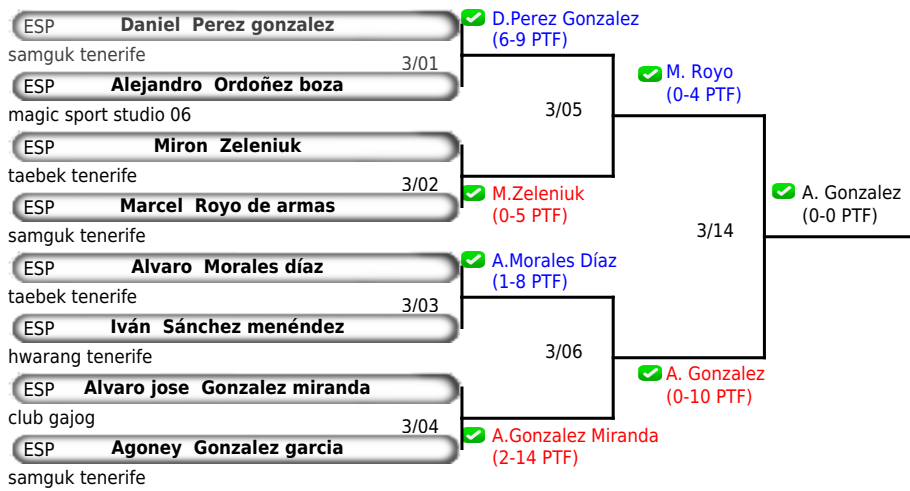 ESP Daniel Perez gonzalez
samguk tenerife
3/01
ESP Alejandro Ordoñez boza
magic sport studio 06
ESP Miron Zeleniuk
taebek tenerife
3/02
ESP Marcel Royo de armas
samguk tenerife
ESP Alvaro Morales díaz
taebek tenerife
3/03
ESP Iván Sánchez menéndez
hwarang tenerife
ESP Alvaro jose Gonzalez miranda
club gajog
3/04
ESP Agoney Gonzalez garcia
samguk tenerife
D.Perez Gonzalez
(6-9 PTF)
3/05
M.Zeleniuk
(0-5 PTF)
A.Morales Díaz
(1-8 PTF)
3/06
A.Gonzalez Miranda
(2-14 PTF)
M. Royo
(0-4 PTF)
3/14
A. Gonzalez
(0-10 PTF)
A. Gonzalez
(0-0 PTF)